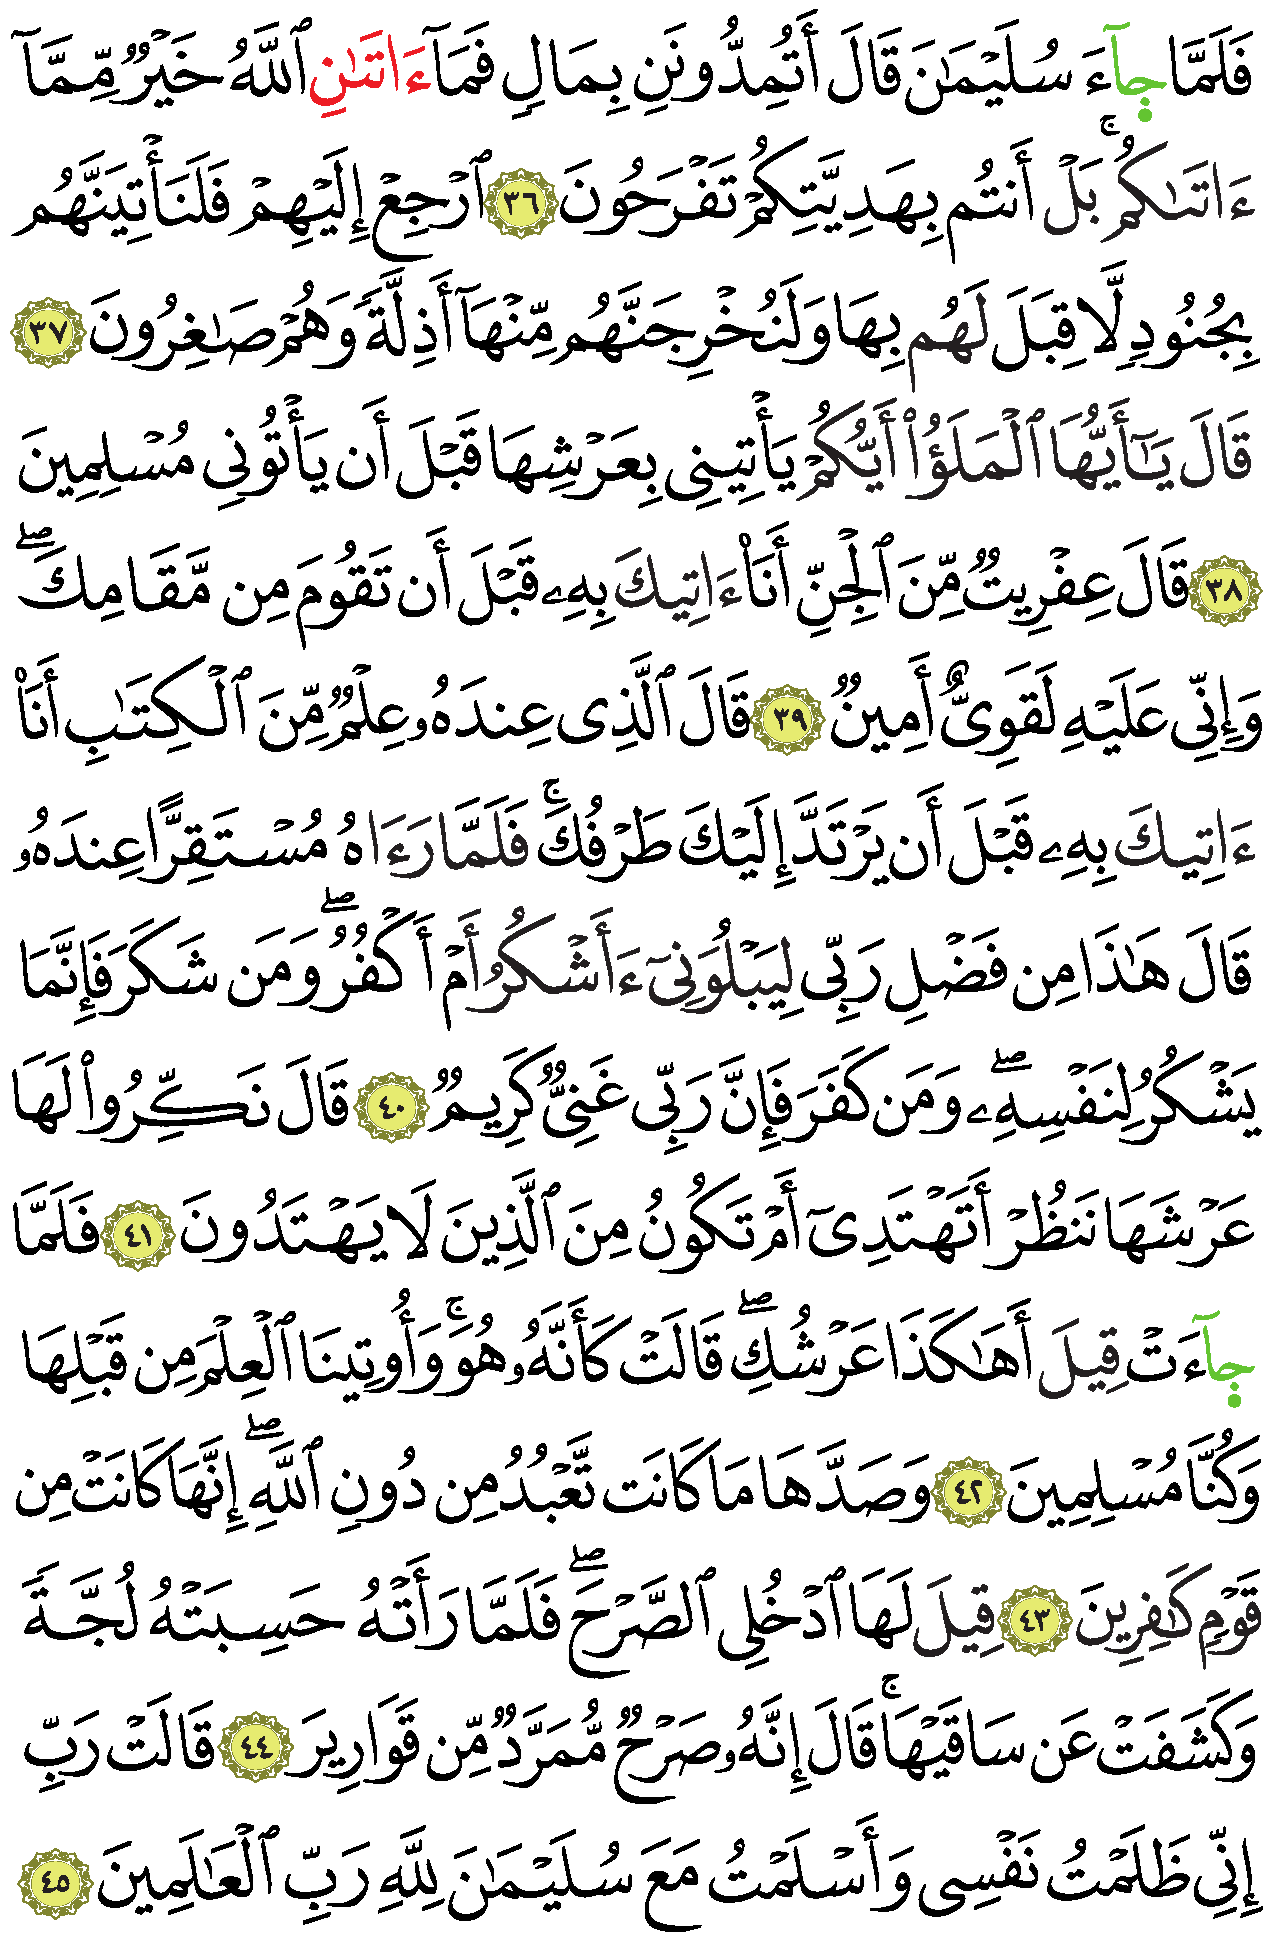 فَلَمَّا جَآءَ سُلَيْمَٰنَ قَالَ أَتُمِدُّونَنِ بِمَالٍ فَمَآ ءَاتَىٰنِ ٱللَّهُ خَيْرٌ مِّمَّآ
ءَاتَىٰكُم ۚ بَلْ أَنتُم بِهَدِيَّتِكُمْ تَفْرَحُونَ ٣٦ ٱرْجِعْ إِلَيْهِمْ فَلَنَأْتِيَنَّهُم
بِجُنُودٍ لَّا قِبَلَ لَهُم بِهَا وَلَنُخْرِجَنَّهُم مِّنْهَآ أَذِلَّةً وَهُمْ صَٰغِرُونَ ٣٧
قَالَ يَٰٓأَيُّهَا ٱلْمَلَؤُا۟ أَيُّكُمْ يَأْتِينِى بِعَرْشِهَا قَبْلَ أَن يَأْتُونِى مُسْلِمِينَ
٣٨ قَالَ عِفْرِيتٌ مِّنَ ٱلْجِنِّ أَنَا۠ ءَاتِيكَ بِهِۦ قَبْلَ أَن تَقُومَ مِن مَّقَامِكَ ۖ
وَإِنِّى عَلَيْهِ لَقَوِىٌّ أَمِينٌ ٣٩ قَالَ ٱلَّذِى عِندَهُۥ عِلْمٌ مِّنَ ٱلْكِتَٰبِ أَنَا۠
ءَاتِيكَ بِهِۦ قَبْلَ أَن يَرْتَدَّ إِلَيْكَ طَرْفُكَ ۚ فَلَمَّا رَءَاهُ مُسْتَقِرًّا عِندَهُۥ
قَالَ هَٰذَا مِن فَضْلِ رَبِّى لِيَبْلُوَنِىٓ ءَأَشْكُرُ أَمْ أَكْفُرُ ۖ وَمَن شَكَرَ فَإِنَّمَا
يَشْكُرُ لِنَفْسِهِۦ ۖ وَمَن كَفَرَ فَإِنَّ رَبِّى غَنِىٌّ كَرِيمٌ ٤٠ قَالَ نَكِّرُوا۟ لَهَا
عَرْشَهَا نَنظُرْ أَتَهْتَدِىٓ أَمْ تَكُونُ مِنَ ٱلَّذِينَ لَا يَهْتَدُونَ ٤١ فَلَمَّا
جَآءَتْ قِيلَ أَهَٰكَذَا عَرْشُكِ ۖ قَالَتْ كَأَنَّهُۥ هُوَ ۚ وَأُوتِينَا ٱلْعِلْمَ مِن قَبْلِهَا
وَكُنَّا مُسْلِمِينَ ٤٢ وَصَدَّهَا مَا كَانَت تَّعْبُدُ مِن دُونِ ٱللَّهِ ۖ إِنَّهَا كَانَتْ مِن
قَوْمٍ كَٰفِرِينَ ٤٣ قِيلَ لَهَا ٱدْخُلِى ٱلصَّرْحَ ۖ فَلَمَّا رَأَتْهُ حَسِبَتْهُ لُجَّةً
وَكَشَفَتْ عَن سَاقَيْهَا ۚ قَالَ إِنَّهُۥ صَرْحٌ مُّمَرَّدٌ مِّن قَوَارِيرَ ٤٤ قَالَتْ رَبِّ
إِنِّى ظَلَمْتُ نَفْسِى وَأَسْلَمْتُ مَعَ سُلَيْمَٰنَ لِلَّهِ رَبِّ ٱلْعَٰلَمِينَ ٤٥